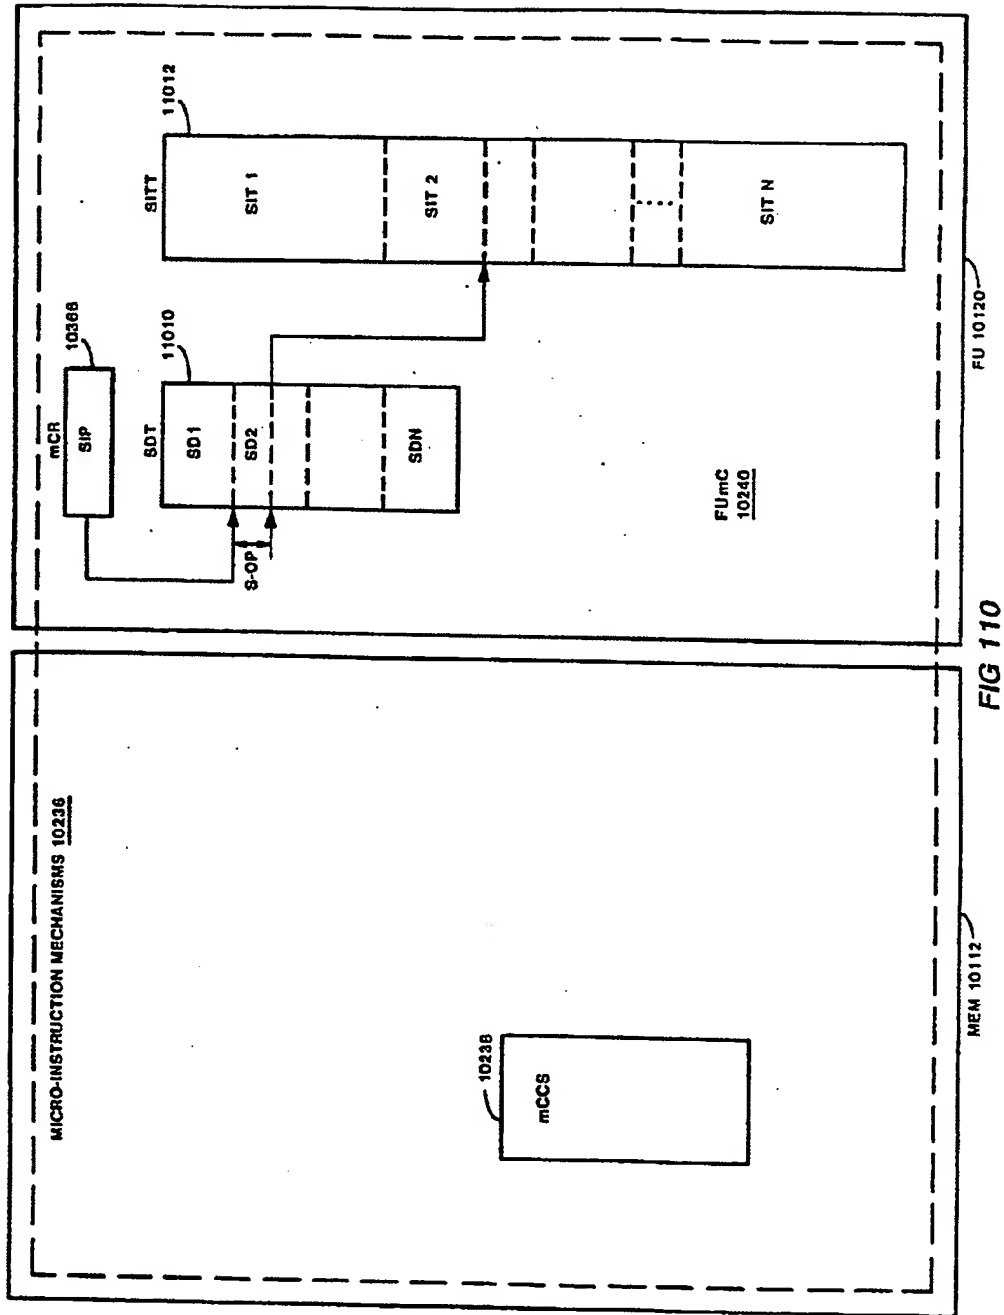 MICRO-INSTRUCTION MECHANISMS 10236
mCCS
10238
MEM 10112
mCR
SIP
10366
SDT
11010
SD1
SD2
SDN
S-OP
SITT
11012
SIT 1
SIT 2
SIT N
FUmC
10240
FU 10120
FIG 110